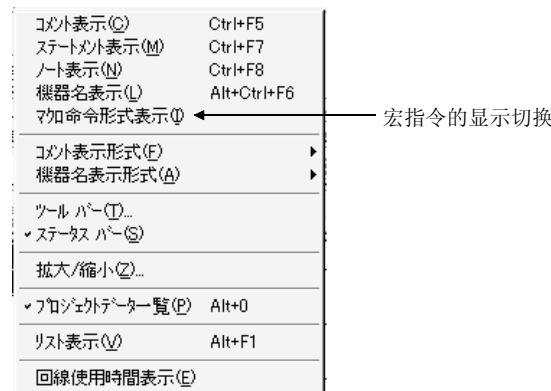 ｺﾒﾝﾄ表示(C) Ctrl+F5
ｽﾃｰﾄﾒﾝﾄ表示(M) Ctrl+F7
ﾉｰﾄ表示(N) Ctrl+F8
機器名表示(L) Alt+Ctrl+F6
ﾏｸﾛ命令形式表示(I) 宏指令的显示切换
ｺﾒﾝﾄ表示形式(F)
機器名表示形式(A)
ﾂｰﾙ ﾊﾞｰ(T)...
ｽﾃｰﾀｽ ﾊﾞｰ(S)
拡大/縮小(Z)...
ﾌﾟﾛｼﾞｪｸﾄﾃﾞｰﾀ一覧(P) Alt+0
ﾘｽﾄ表示(V) Alt+F1
回線使用時間表示(E)